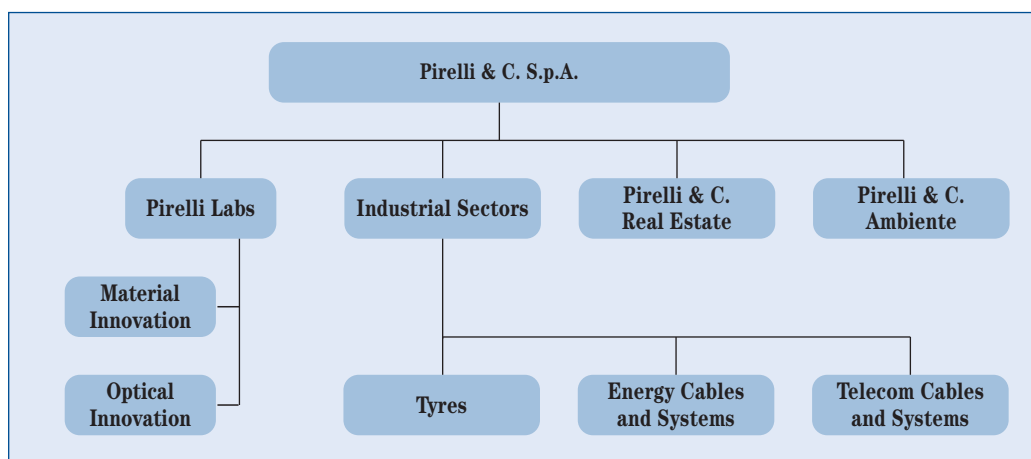 Pirelli & C. S.p.A.
Pirelli Labs
Industrial Sectors
Pirelli & C.
Real Estate
Pirelli & C.
Ambiente
Material
Innovation
Optical
Innovation
Tyres
Energy Cables
and Systems
Telecom Cables
and Systems